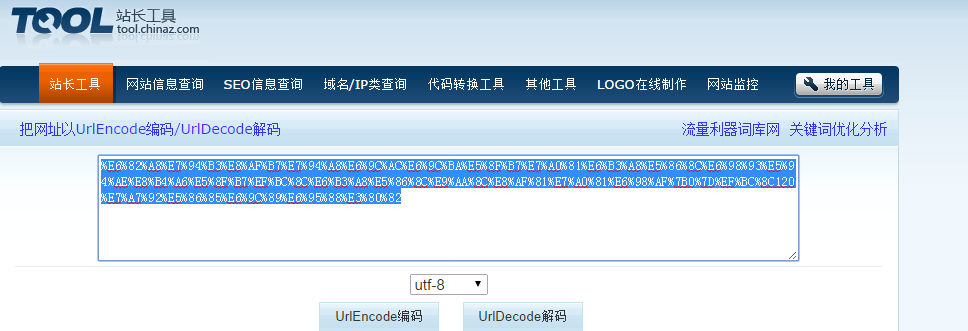 TOOL 站长工具
tool.chinaz.com
站长工具 网站信息查询 SEO信息查询 域名/IP类查询 代码转换工具 其他工具 LOGO在线制作 网站监控 我的工具
把网址以UrlEncode编码/UrlDecode解码 流量利器词库网 关键词优化分析
%E6%82%A8%E7%94%B3%E8%AF%B7%E7%94%A8%E6%9C%AC%E6%9C%BA%E5%8F%B7%E7%A0%81%E6%B3%A8%E5%86%8C%E6%98%93%E5%9
4%AE%E8%B4%A6%E5%8F%B7%EF%BC%8C%E6%B3%A8%E5%86%8C%E9%AA%8C%E8%AF%81%E7%A0%81%E6%98%AF%7B0%7D%EF%BC%8C120
%E7%A7%92%E5%86%85%E6%9C%89%E6%95%88%E3%80%82
utf-8
UrlEncode编码 UrlDecode解码